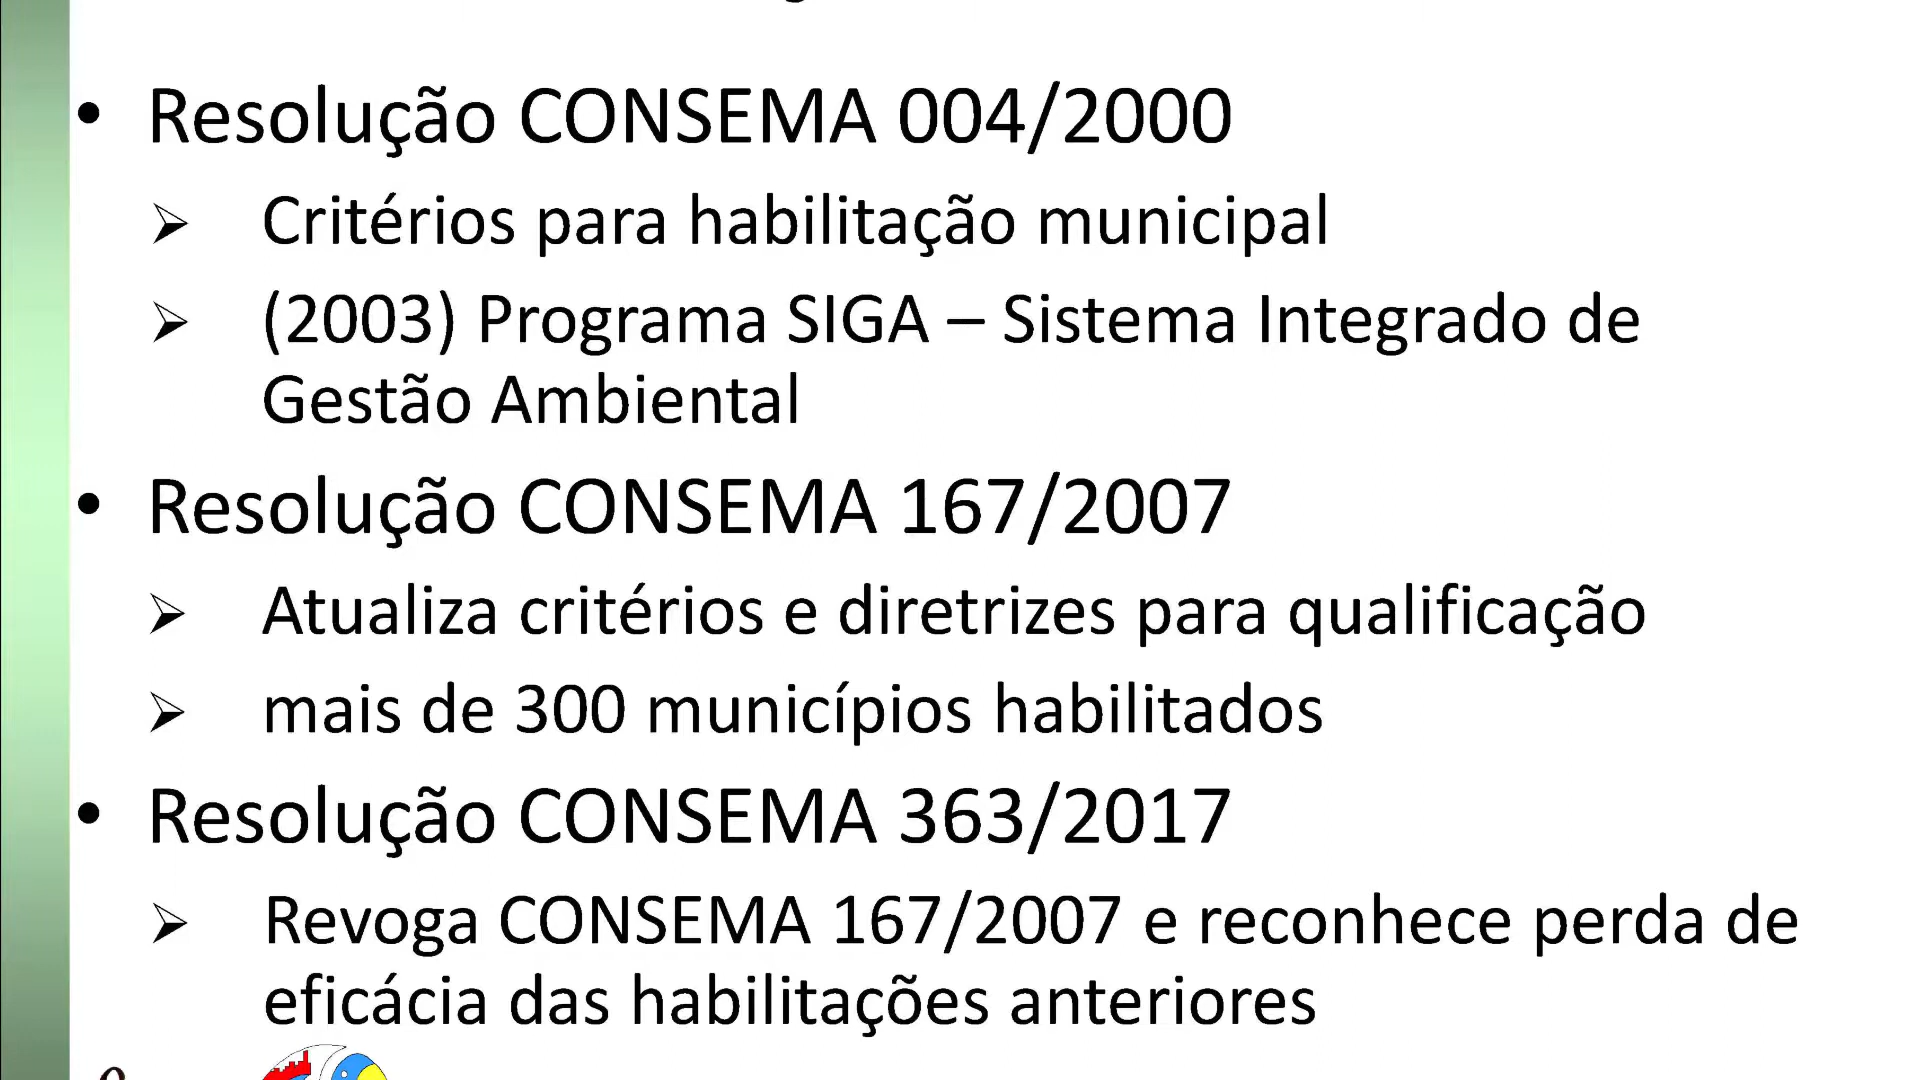 • Resolução CONSEMA 004/2000
➢ Critérios para habilitação municipal
➢ (2003) Programa SIGA – Sistema Integrado de
Gestão Ambiental
• Resolução CONSEMA 167/2007
➢ Atualiza critérios e diretrizes para qualificação
➢ mais de 300 municípios habilitados
• Resolução CONSEMA 363/2017
➢ Revoga CONSEMA 167/2007 e reconhece perda de
eficácia das habilitações anteriores